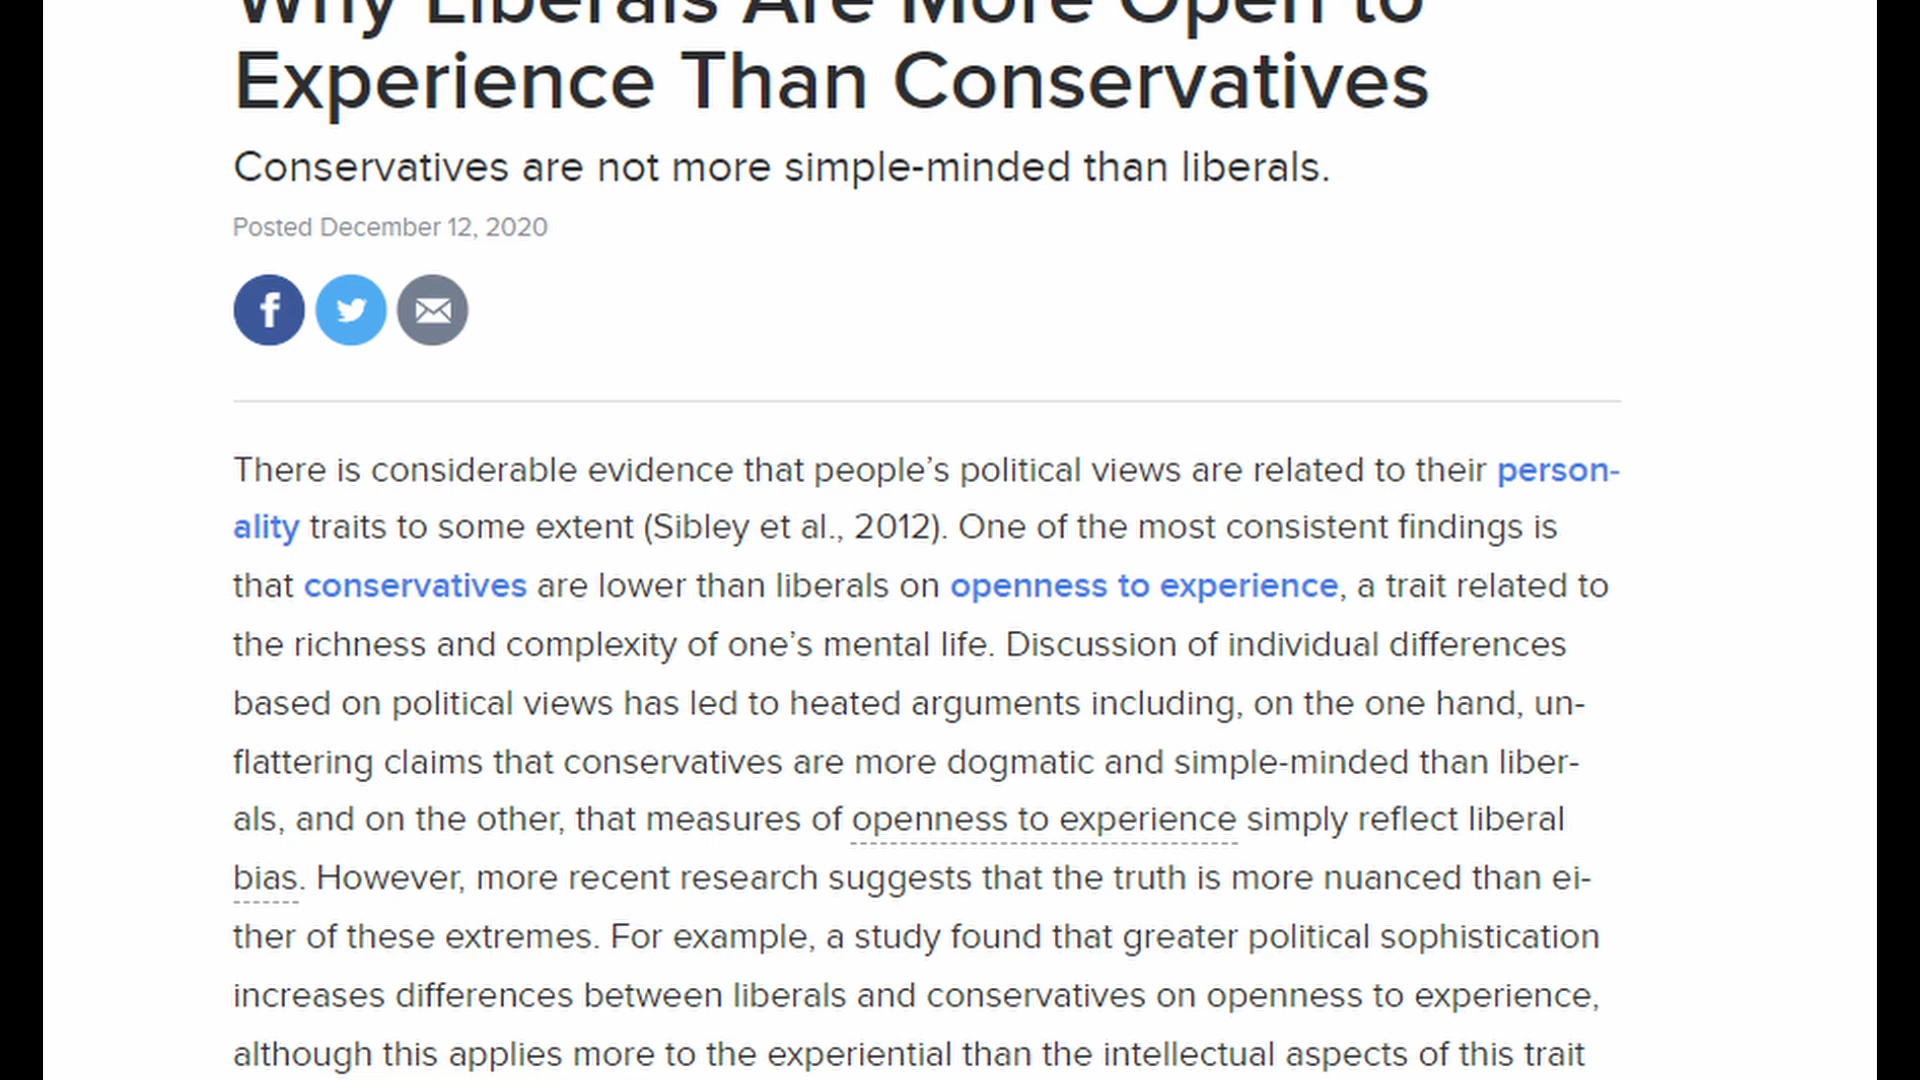 Why Liberals Are More Open to
Experience Than Conservatives
Conservatives are not more simple-minded than liberals.
Posted December 12, 2020
There is considerable evidence that people’s political views are related to their person-
ality traits to some extent (Sibley et al., 2012). One of the most consistent findings is
that conservatives are lower than liberals on openness to experience, a trait related to
the richness and complexity of one’s mental life. Discussion of individual differences
based on political views has led to heated arguments including, on the one hand, un-
flattering claims that conservatives are more dogmatic and simple-minded than liber-
als, and on the other, that measures of openness to experience simply reflect liberal
bias. However, more recent research suggests that the truth is more nuanced than ei-
ther of these extremes. For example, a study found that greater political sophistication
increases differences between liberals and conservatives on openness to experience,
although this applies more to the experiential than the intellectual aspects of this trait